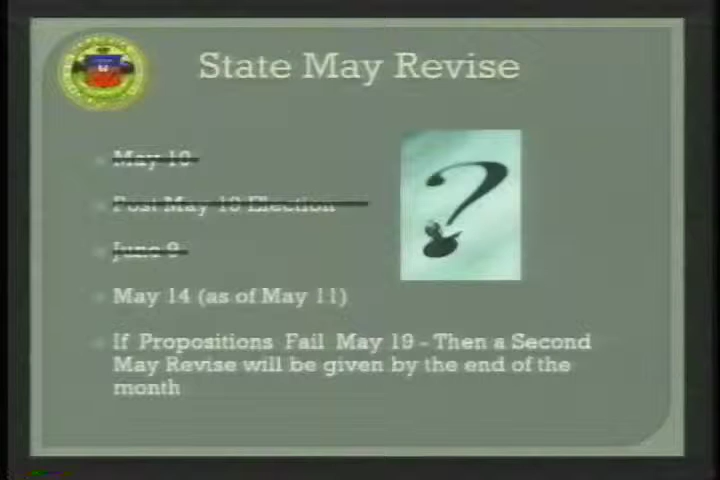 State May Revise
May 10
Post May 19 Election
June 9
May 14 (as of May 11)
If Propositions Fail May 19 - Then a Second
May Revise will be given by the end of the
month